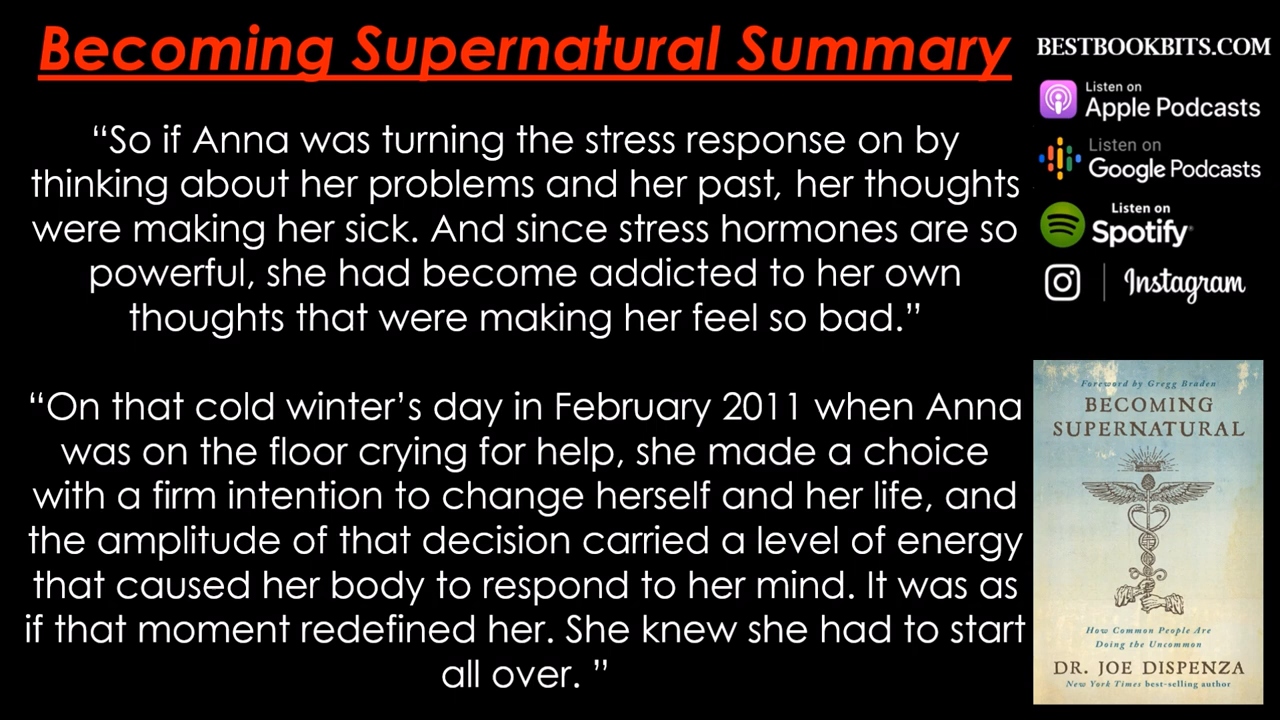 Becoming Supernatural Summary
“So if Anna was turning the stress response on by
thinking about her problems and her past, her thoughts
were making her sick. And since stress hormones are so
powerful, she had become addicted to her own
thoughts that were making her feel so bad.”
“On that cold winter’s day in February 2011 when Anna
was on the floor crying for help, she made a choice
with a firm intention to change herself and her life, and
the amplitude of that decision carried a level of energy
that caused her body to respond to her mind. It was as
if that moment redefined her. She knew she had to start
all over. ”
BESTBOOKBITS.COM
Listen on
Apple Podcasts
Listen on
Google Podcasts
Listen on
Spotify
Instagram
Foreword by Gregg Braden
BECOMING
SUPERNATURAL
How Common People Are
Doing the Uncommon
DR. JOE DISPENZA
New York Times best-selling author